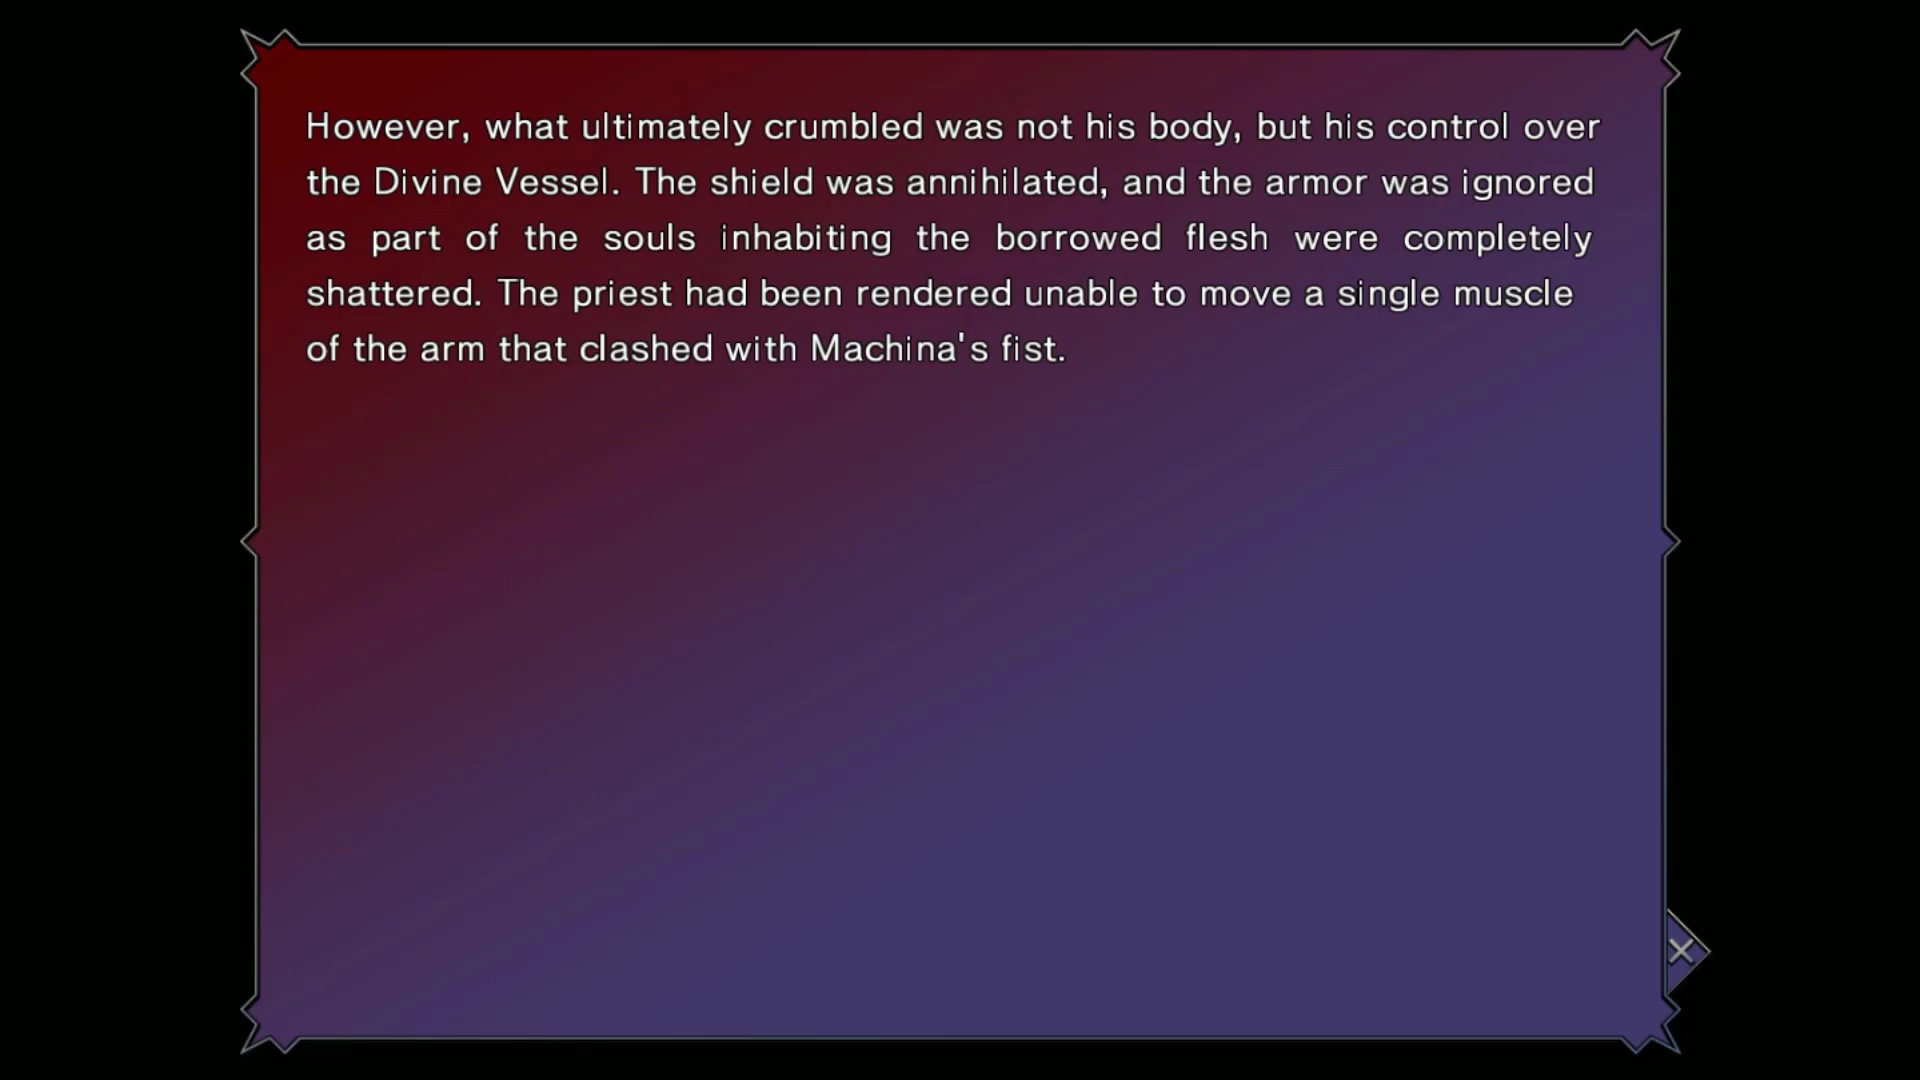 However, what ultimately crumbled was not his body, but his control over
the Divine Vessel. The shield was annihilated, and the armor was ignored
as part of the souls inhabiting the borrowed flesh were completely
shattered. The priest had been rendered unable to move a single muscle
of the arm that clashed with Machina's fist.